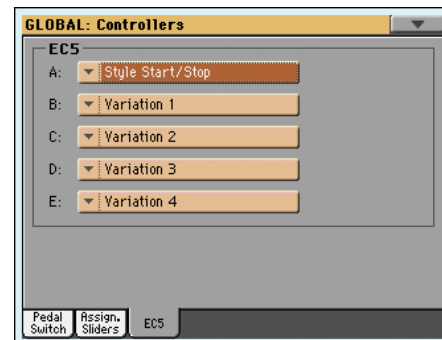 GLOBAL: Controllers
EC5
A: Style Start/Stop
B: Variation 1
C: Variation 2
D: Variation 3
E: Variation 4
Pedal Switch Assign. Sliders EC5